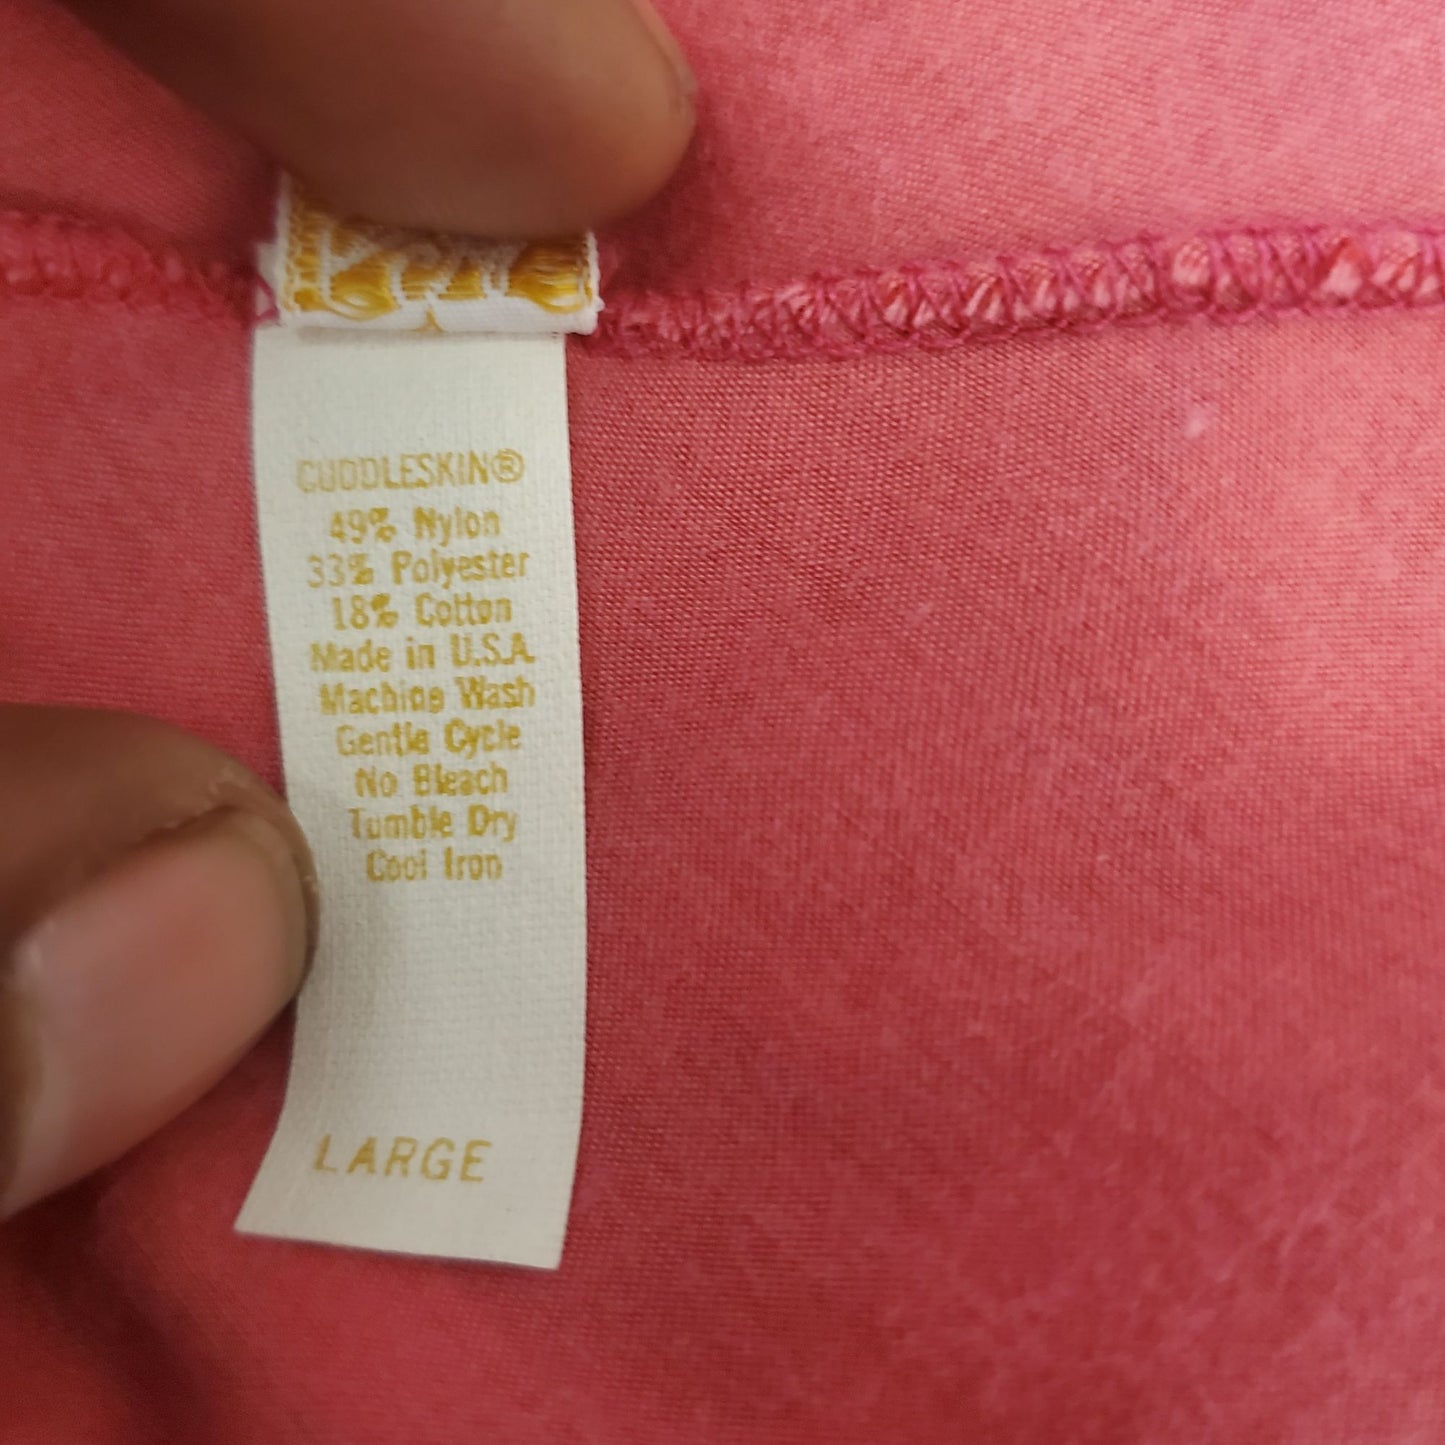 CUDDLESKIN®
49% Nylon
33% Polyester
18% Cotton
Made in U.S.A.
Machine Wash
Gentle Cycle
No Bleach
Tumble Dry
Cool Iron
LARGE